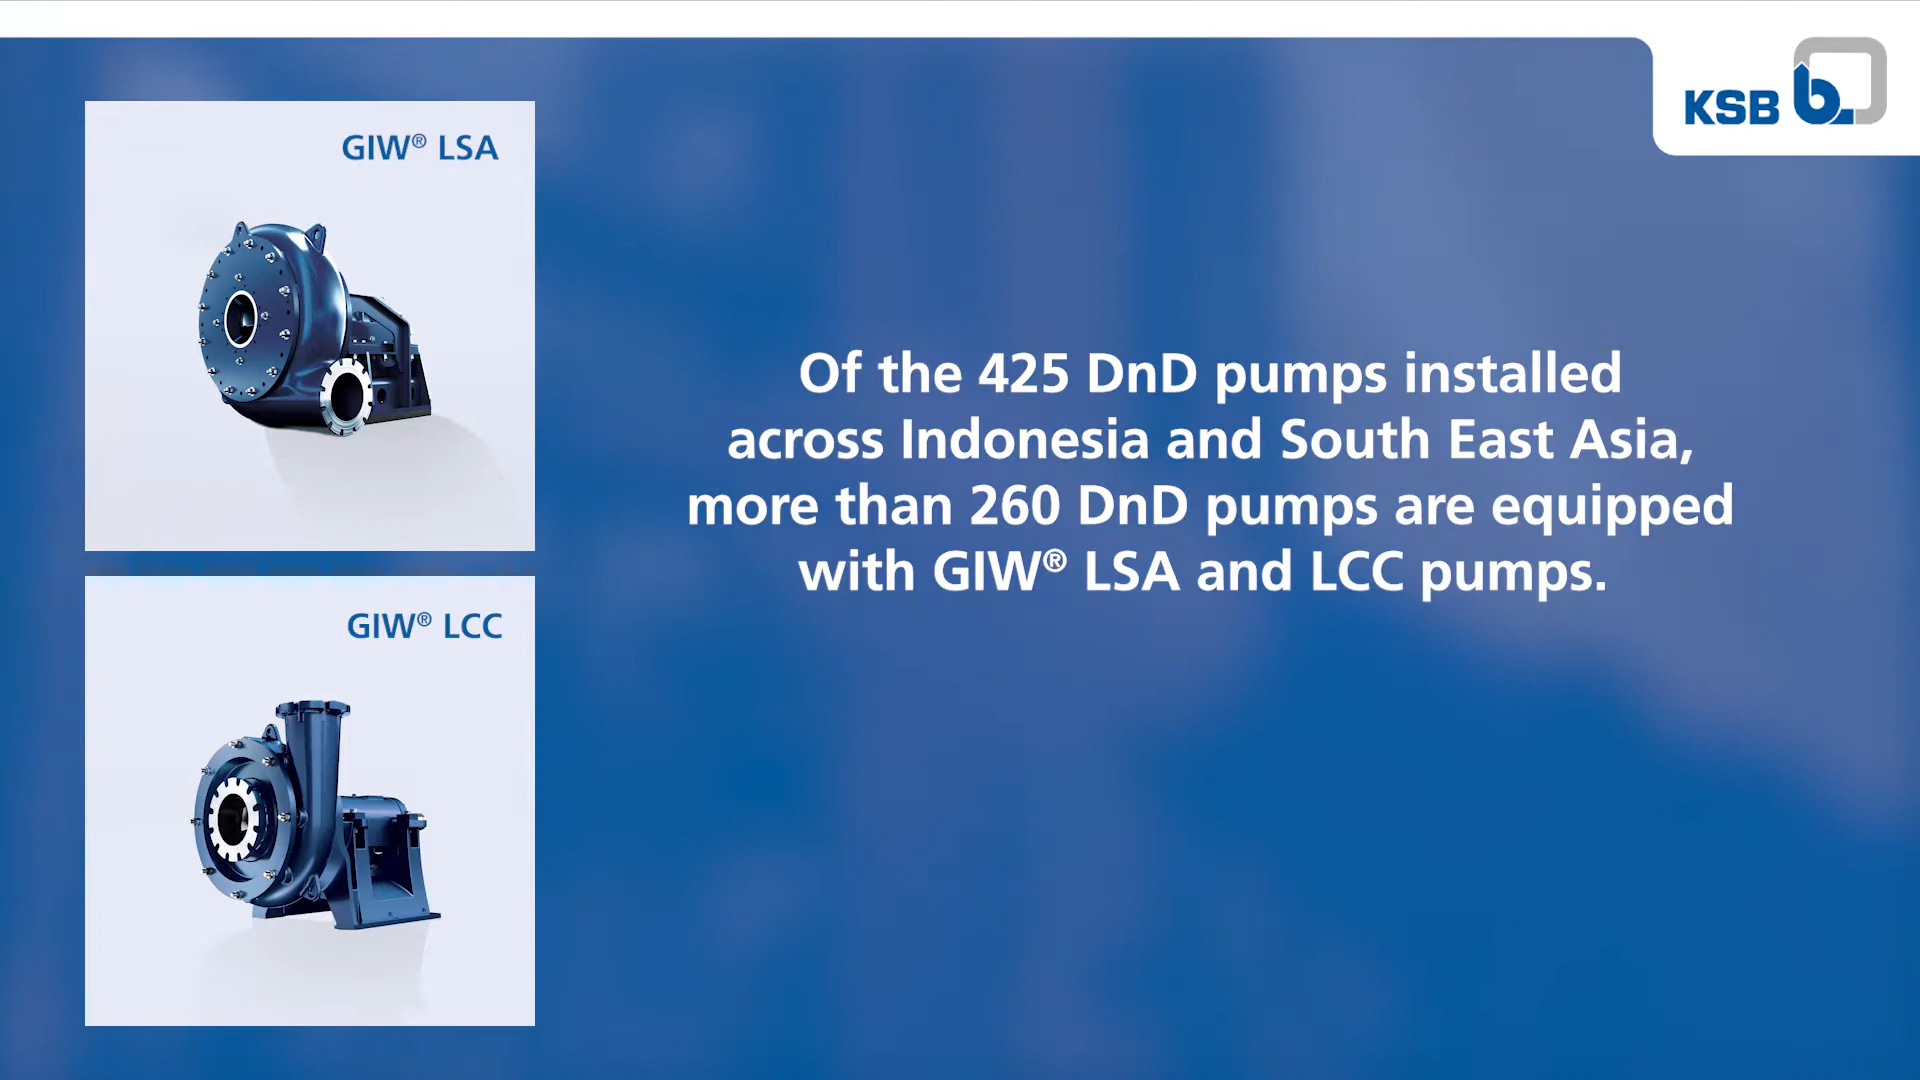 GIW® LSA
KSB
Of the 425 DnD pumps installed
across Indonesia and South East Asia,
more than 260 DnD pumps are equipped
with GIW® LSA and LCC pumps.
GIW® LCC